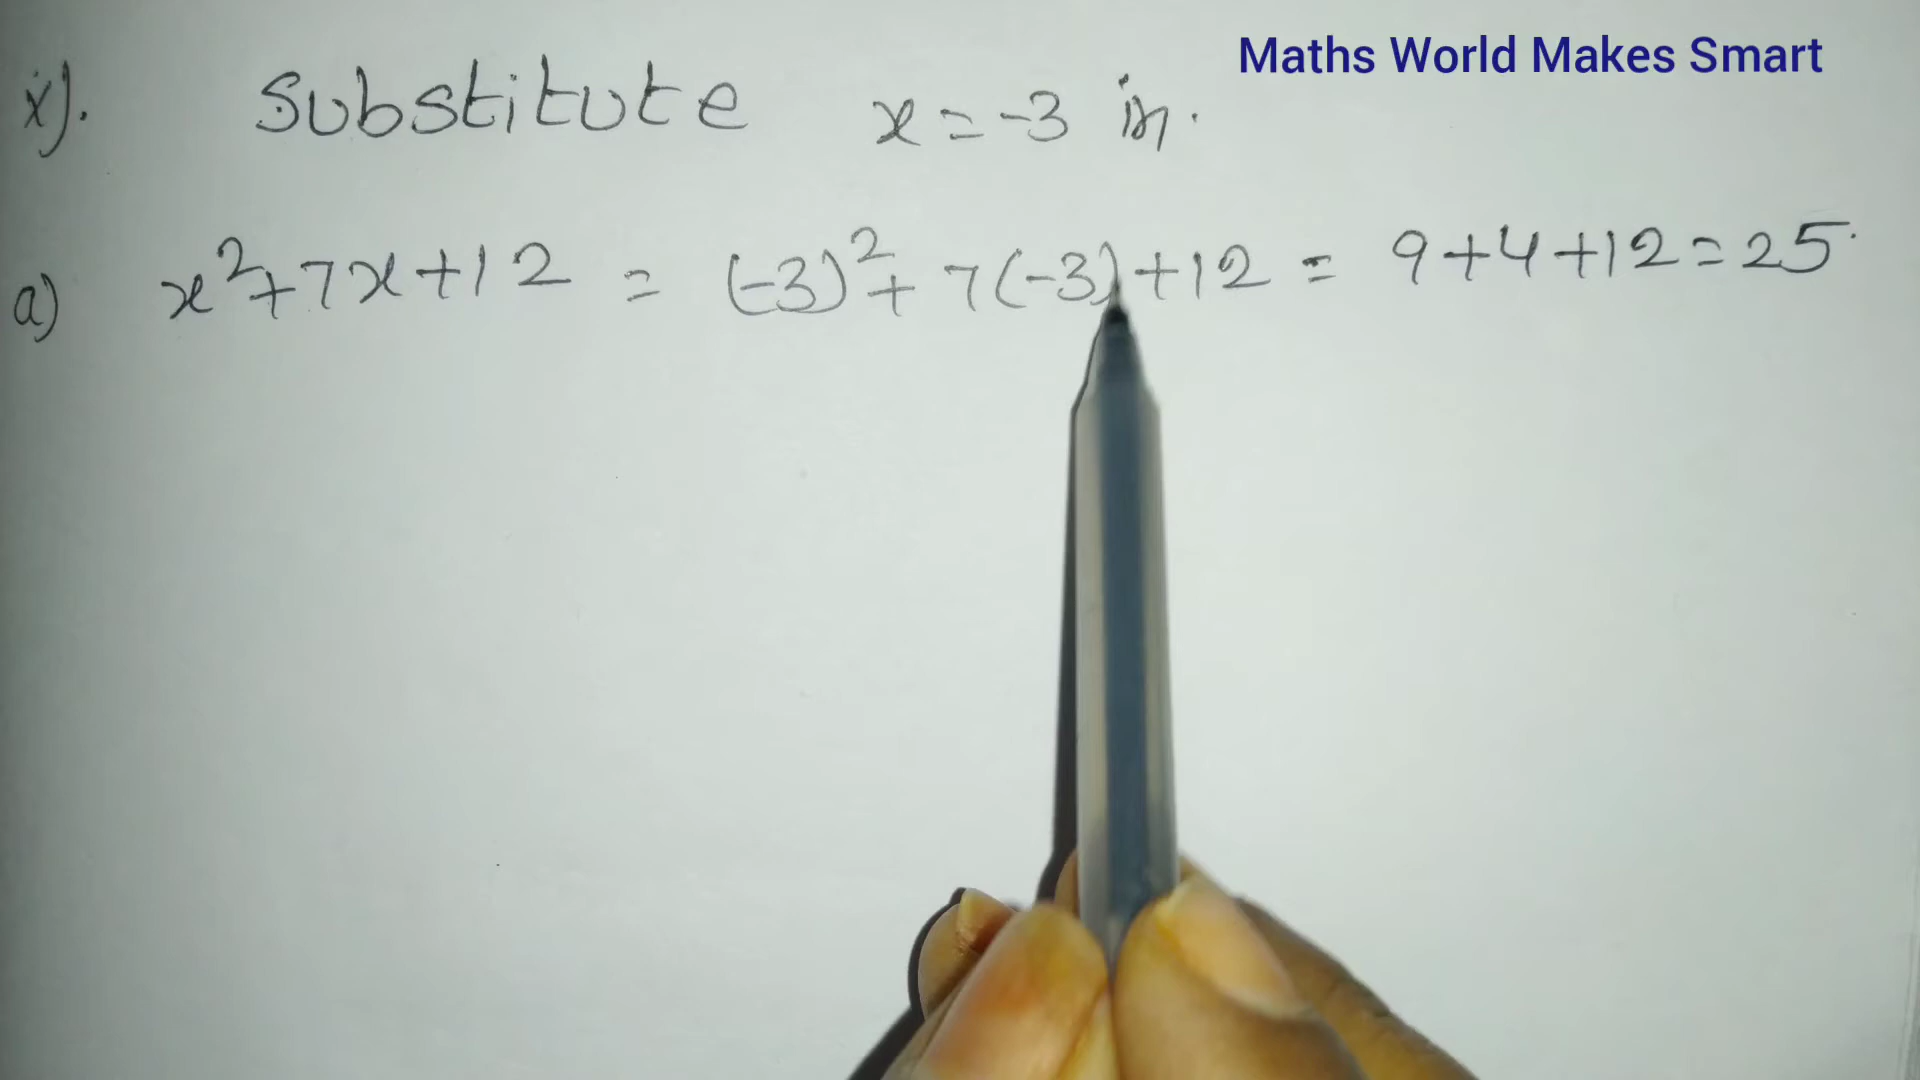 Maths World Makes Smart
x). Substitute x = -3 in.
a) x²+7x+12 = (-3)²+ 7(-3)+12 = 9+4+12=25.